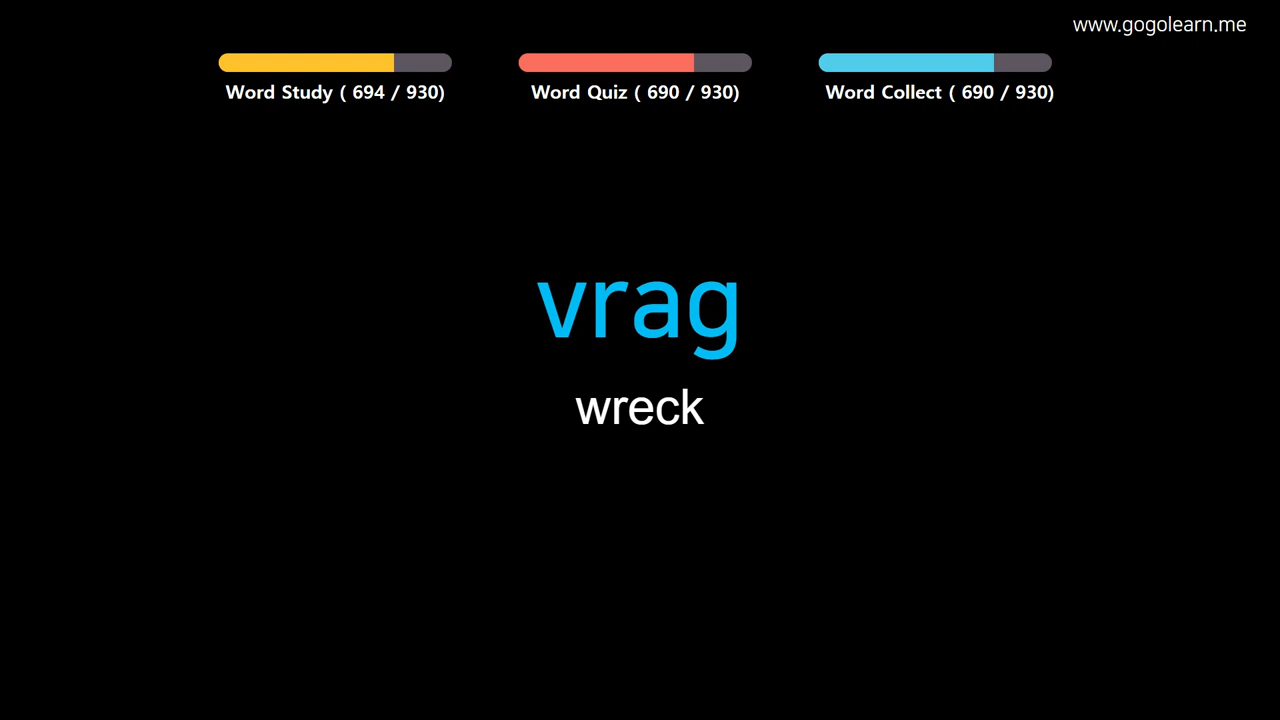 www.gogolearn.me
Word Study ( 694 / 930)
Word Quiz ( 690 / 930)
Word Collect ( 690 / 930)
vrag
wreck